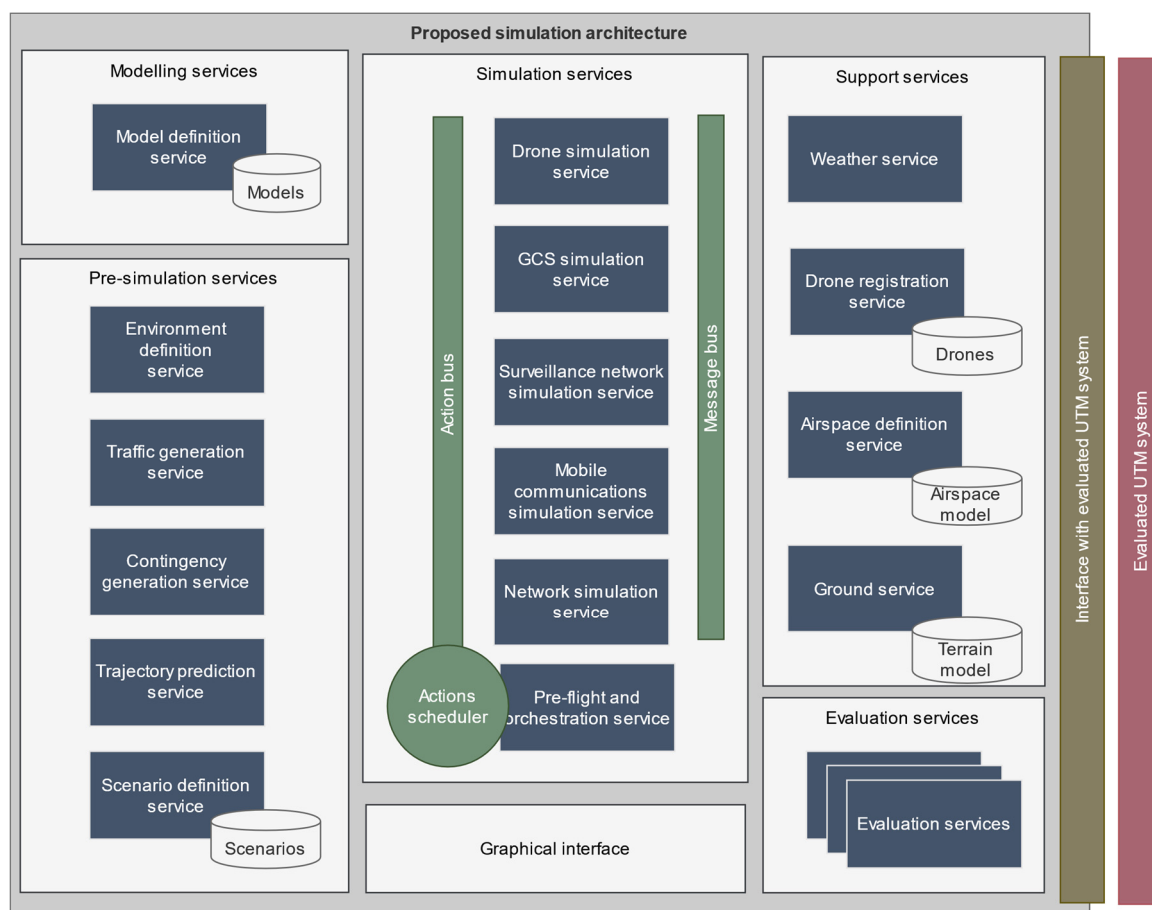 Proposed simulation architecture
Modelling services
Model definition
service
Models
Pre-simulation services
Environment
definition
service
Traffic generation
service
Contingency
generation service
Trajectory prediction
service
Scenario definition
service
Scenarios
Simulation services
Action bus
Drone simulation
service
GCS simulation
service
Surveillance network
simulation service
Mobile
communications
simulation service
Network simulation
service
Message bus
Actions
scheduler
Pre-flight and
orchestration service
Graphical interface
Support services
Weather service
Drone registration
service
Drones
Airspace definition
service
Airspace
model
Ground service
Terrain
model
Evaluation services
Evaluation services
Interface with evaluated UTM system
Evaluated UTM system